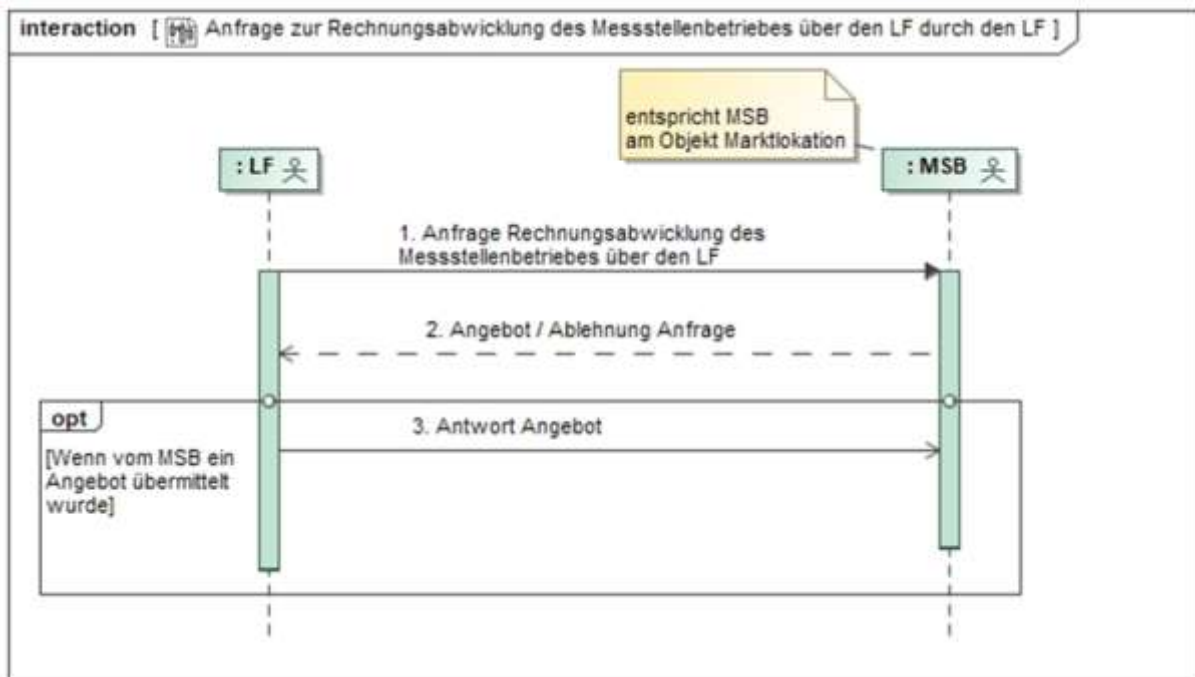 interaction [ Anfrage zur Rechnungsabwicklung des Messstellenbetriebes über den LF durch den LF ]
entspricht MSB
am Objekt Marktlokation
: LF
: MSB
1. Anfrage Rechnungsabwicklung des
Messstellenbetriebes über den LF
2. Angebot / Ablehnung Anfrage
opt
3. Antwort Angebot
[Wenn vom MSB ein
Angebot übermittelt
wurde]